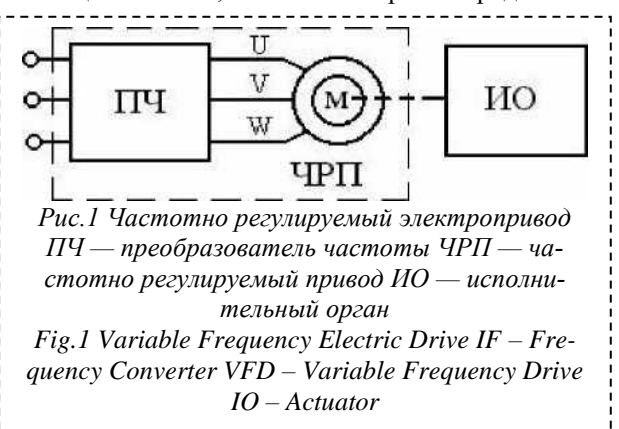 U
V
W
ПЧ
М
ИО
ЧРП
Рис.1 Частотно регулируемый электропривод
ПЧ — преобразователь частоты ЧРП — ча-
стотно регулируемый привод ИО — исполни-
тельный орган
Fig.1 Variable Frequency Electric Drive IF – Fre-
quency Converter VFD – Variable Frequency Drive
IO – Actuator